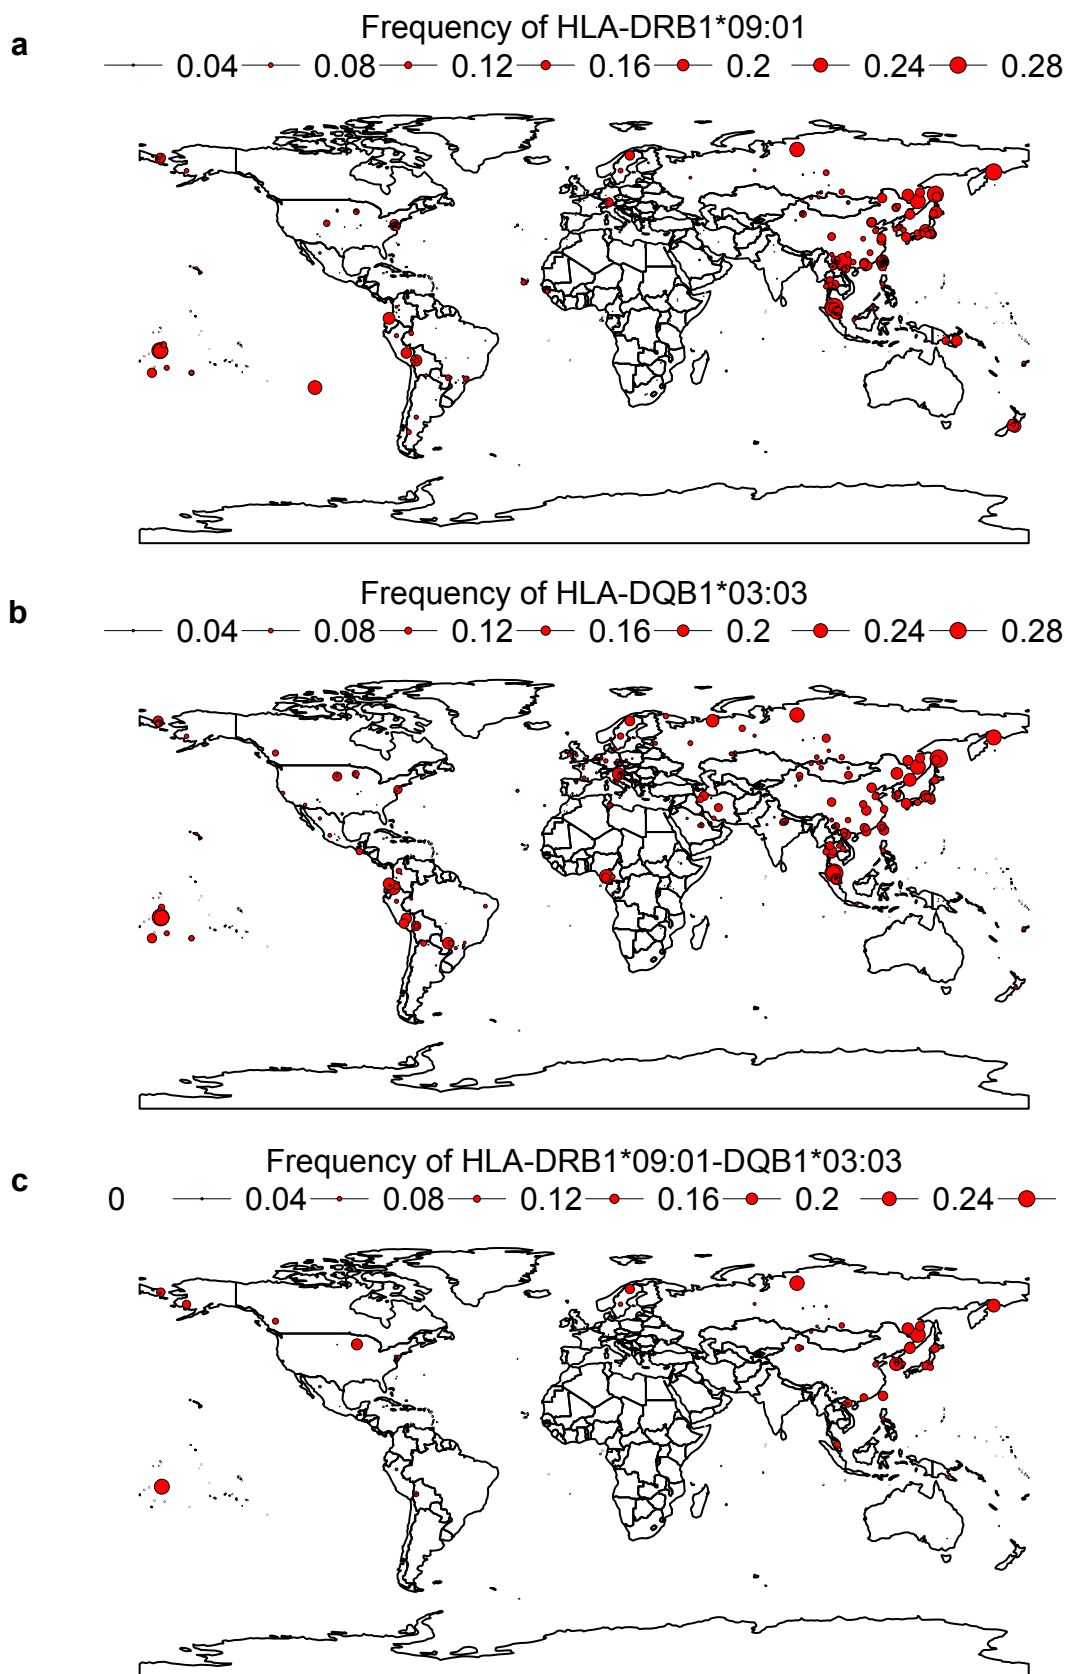 a
Frequency of HLA-DRB1*09:01
0.04 0.08 0.12 0.16 0.2 0.24 0.28
b
Frequency of HLA-DQB1*03:03
0.04 0.08 0.12 0.16 0.2 0.24 0.28
c
Frequency of HLA-DRB1*09:01-DQB1*03:03
0 0.04 0.08 0.12 0.16 0.2 0.24